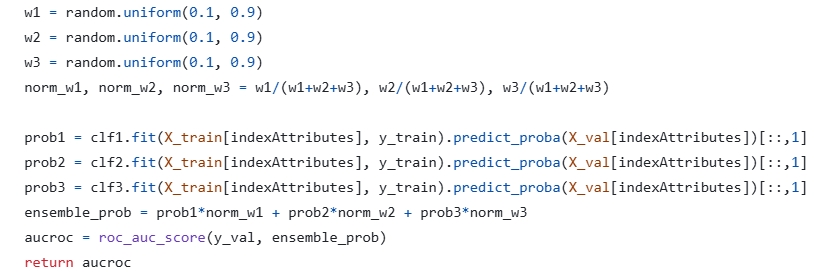 w1 = random.uniform(0.1, 0.9)
w2 = random.uniform(0.1, 0.9)
w3 = random.uniform(0.1, 0.9)
norm_w1, norm_w2, norm_w3 = w1/(w1+w2+w3), w2/(w1+w2+w3), w3/(w1+w2+w3)
prob1 = clf1.fit(X_train[indexAttributes], y_train).predict_proba(X_val[indexAttributes])[::,1]
prob2 = clf2.fit(X_train[indexAttributes], y_train).predict_proba(X_val[indexAttributes])[::,1]
prob3 = clf3.fit(X_train[indexAttributes], y_train).predict_proba(X_val[indexAttributes])[::,1]
ensemble_prob = prob1*norm_w1 + prob2*norm_w2 + prob3*norm_w3
aucroc = roc_auc_score(y_val, ensemble_prob)
return aucroc